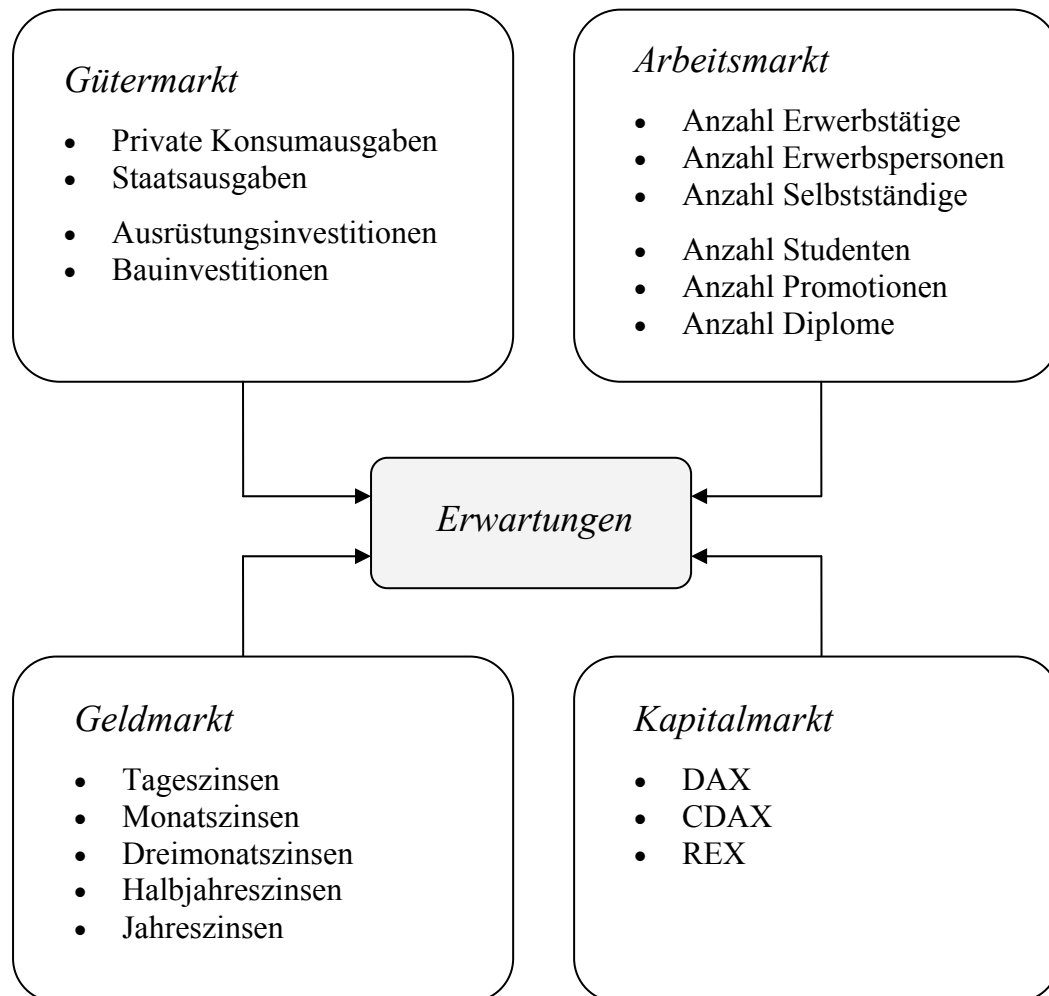 Gütermarkt
• Private Konsumausgaben
• Staatsausgaben
• Ausrüstungsinvestitionen
• Bauinvestitionen
Arbeitsmarkt
• Anzahl Erwerbstätige
• Anzahl Erwerbspersonen
• Anzahl Selbstständige
• Anzahl Studenten
• Anzahl Promotionen
• Anzahl Diplome
Erwartungen
Geldmarkt
• Tageszinsen
• Monatszinsen
• Dreimonatszinsen
• Halbjahreszinsen
• Jahreszinsen
Kapitalmarkt
• DAX
• CDAX
• REX